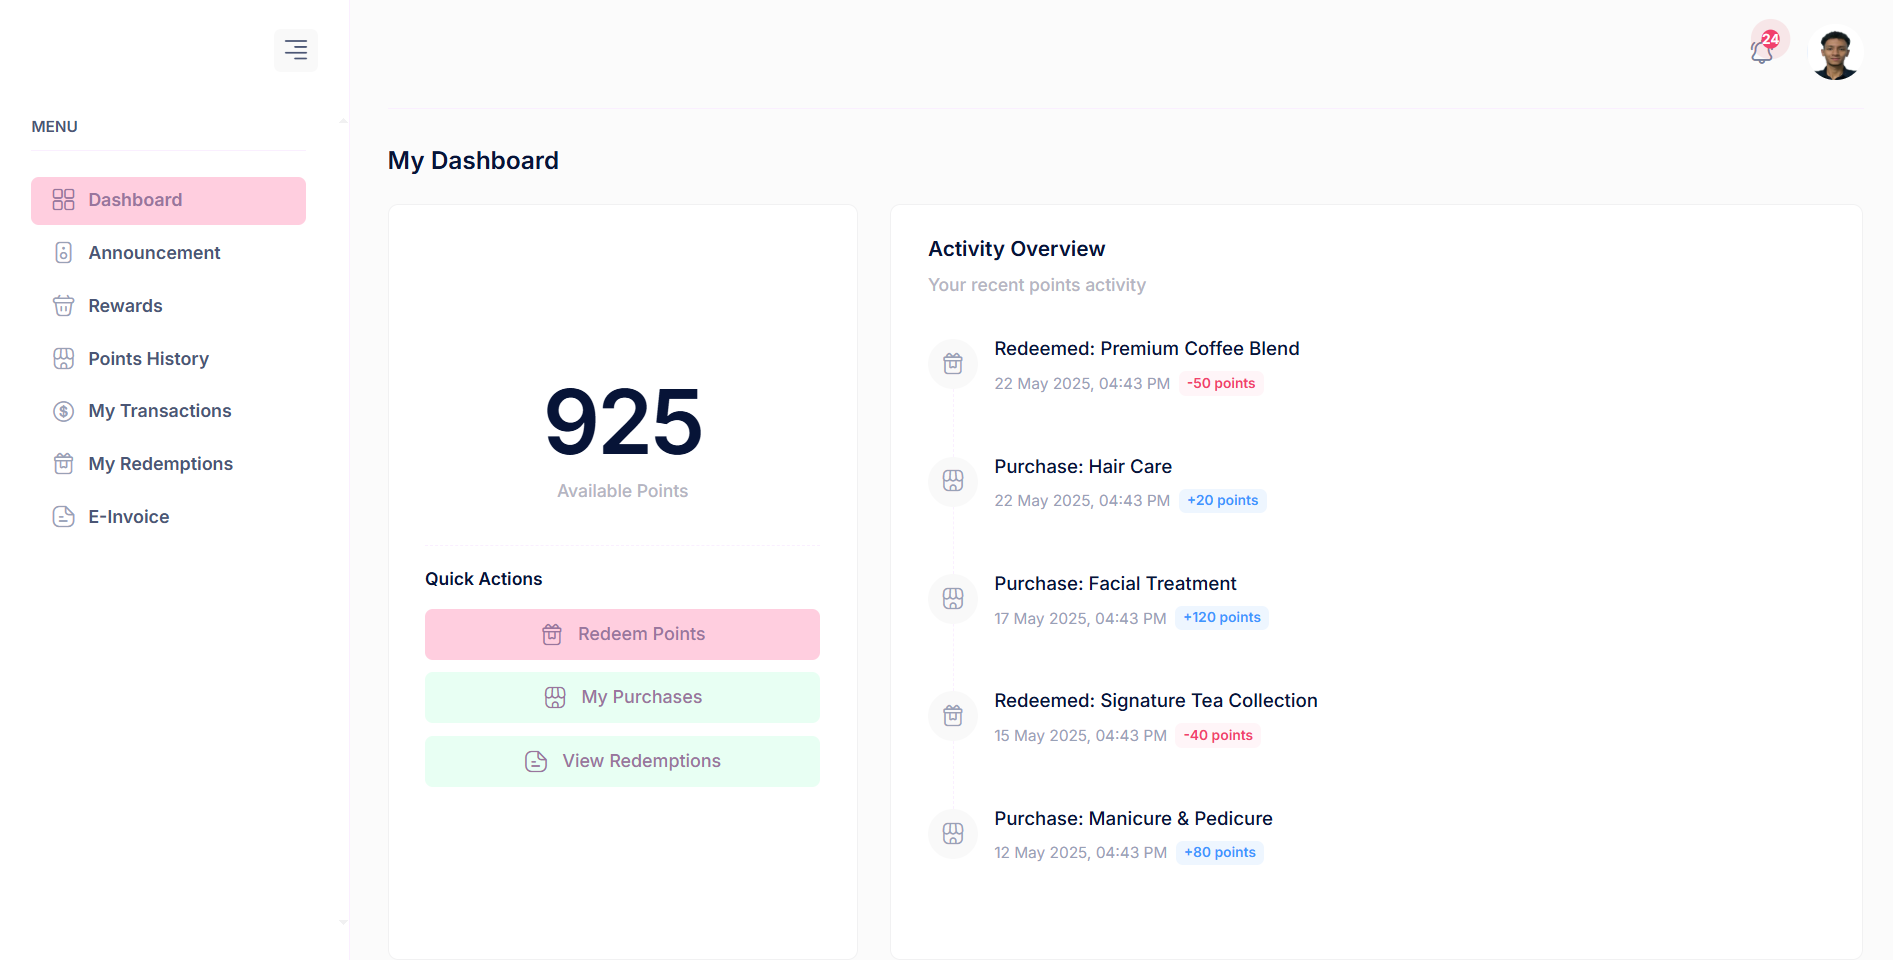 24
MENU
Dashboard
Announcement
Rewards
Points History
My Transactions
My Redemptions
E-Invoice
My Dashboard
925
Available Points
Quick Actions
Redeem Points
My Purchases
View Redemptions
Activity Overview
Your recent points activity
Redeemed: Premium Coffee Blend
22 May 2025, 04:43 PM -50 points
Purchase: Hair Care
22 May 2025, 04:43 PM +20 points
Purchase: Facial Treatment
17 May 2025, 04:43 PM +120 points
Redeemed: Signature Tea Collection
15 May 2025, 04:43 PM -40 points
Purchase: Manicure & Pedicure
12 May 2025, 04:43 PM +80 points